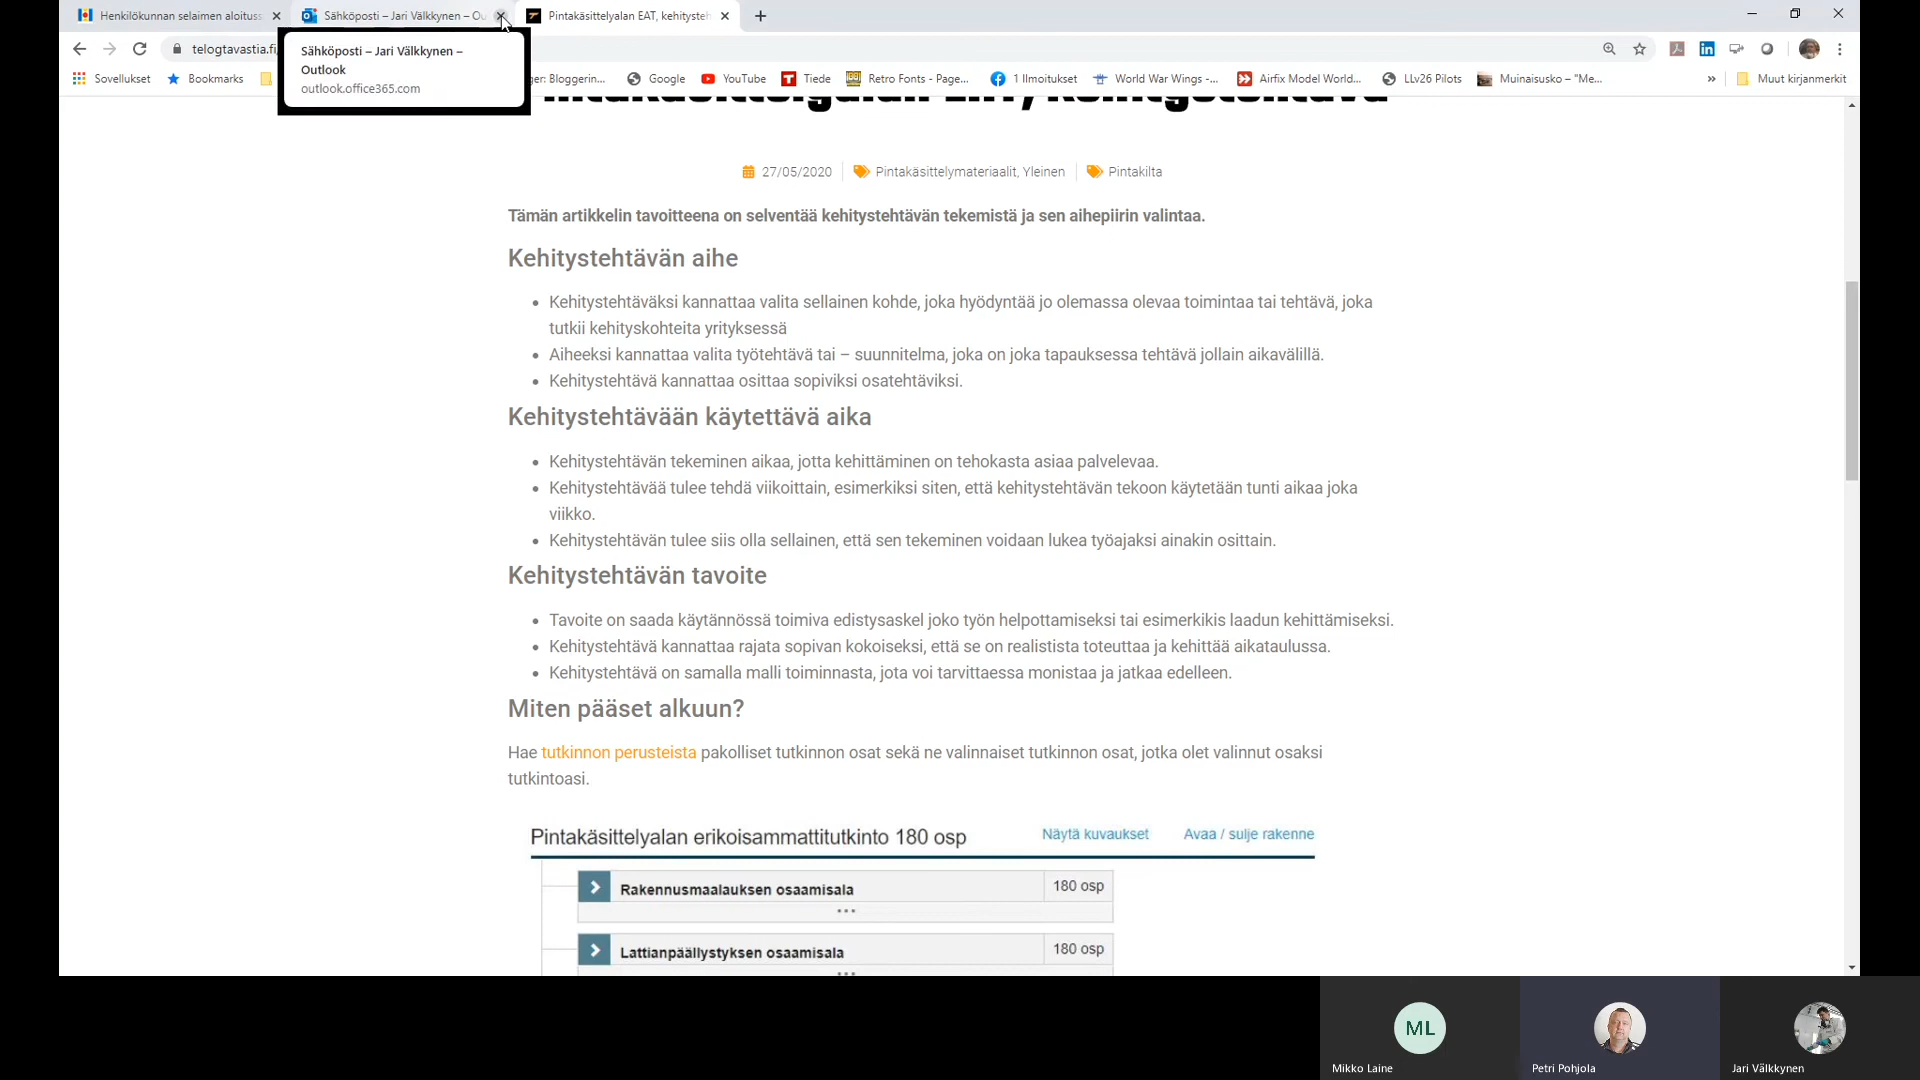 Henkilökunnan selaimen aloituss
Sähköposti – Jari Välkkynen – Ou
Pintakäsittelyalan EAT, kehitysteh
telogtavastia.fi
Sähköposti – Jari Välkkynen –
Outlook
outlook.office365.com
Sovellukset
Bookmarks
ger: Bloggerin...
Google
YouTube
Tiede
Retro Fonts - Page...
1 Ilmoitukset
World War Wings -...
Airfix Model World...
LLv26 Pilots
Muinaisusko – "Me...
»
Muut kirjanmerkit
Pintakäsittelyalan EAT, kehitystehtävä
27/05/2020
Pintakäsittelymateriaalit, Yleinen
Pintakilta
Tämän artikkelin tavoitteena on selventää kehitystehtävän tekemistä ja sen aihepiirin valintaa.
Kehitystehtävän aihe
• Kehitystehtäväksi kannattaa valita sellainen kohde, joka hyödyntää jo olemassa olevaa toimintaa tai tehtävä, joka
tutkii kehityskohteita yrityksessä
• Aiheeksi kannattaa valita työtehtävä tai – suunnitelma, joka on joka tapauksessa tehtävä jollain aikavälillä.
• Kehitystehtävä kannattaa osittaa sopiviksi osatehtäviksi.
Kehitystehtävään käytettävä aika
• Kehitystehtävän tekeminen aikaa, jotta kehittäminen on tehokasta asiaa palvelevaa.
• Kehitystehtävää tulee tehdä viikoittain, esimerkiksi siten, että kehitystehtävän tekoon käytetään tunti aikaa joka
viikko.
• Kehitystehtävän tulee siis olla sellainen, että sen tekeminen voidaan lukea työajaksi ainakin osittain.
Kehitystehtävän tavoite
• Tavoite on saada käytännössä toimiva edistysaskel joko työn helpottamiseksi tai esimerkikis laadun kehittämiseksi.
• Kehitystehtävä kannattaa rajata sopivan kokoiseksi, että se on realistista toteuttaa ja kehittää aikataulussa.
• Kehitystehtävä on samalla malli toiminnasta, jota voi tarvittaessa monistaa ja jatkaa edelleen.
Miten pääset alkuun?
Hae tutkinnon perusteista pakolliset tutkinnon osat sekä ne valinnaiset tutkinnon osat, jotka olet valinnut osaksi
tutkintoasi.
Pintakäsittelyalan erikoisammattitutkinto 180 osp
Näytä kuvaukset
Avaa / sulje rakenne
Rakennusmaalauksen osaamisala
180 osp
Lattianpäällystyksen osaamisala
180 osp
ML
Mikko Laine
Petri Pohjola
Jari Välkkynen